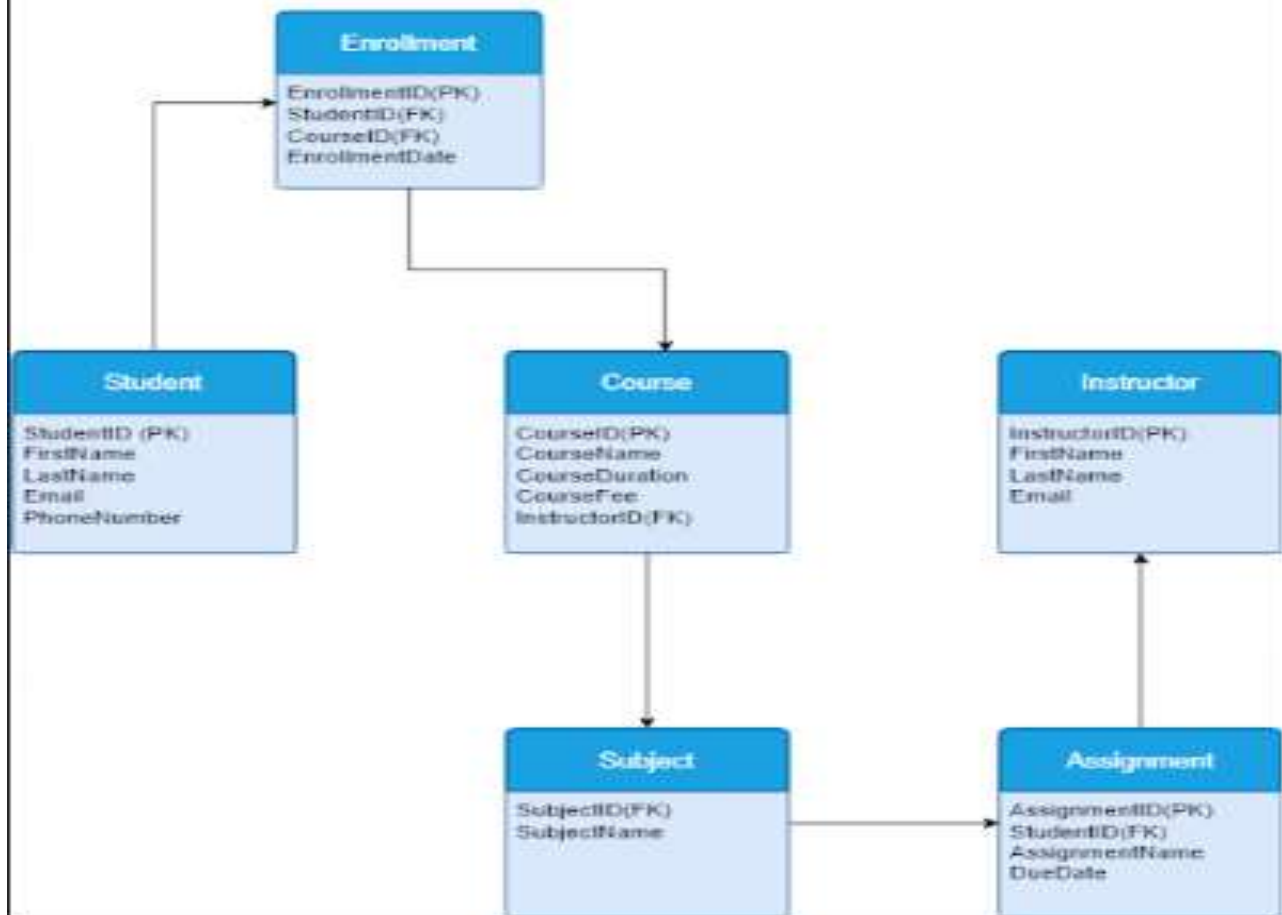 Enrollment
EnrollmentID(PK)
StudentID(FK)
CourseID(FK)
EnrollmentDate
Student
StudentID (PK)
FirstName
LastName
Email
PhoneNumber
Course
CourseID(PK)
CourseName
CourseDuration
CourseFee
InstructorID(FK)
Instructor
InstructorID(PK)
FirstName
LastName
Email
Subject
SubjectID(FK)
SubjectName
Assignment
AssignmentID(PK)
StudentID(FK)
AssignmentName
DueDate